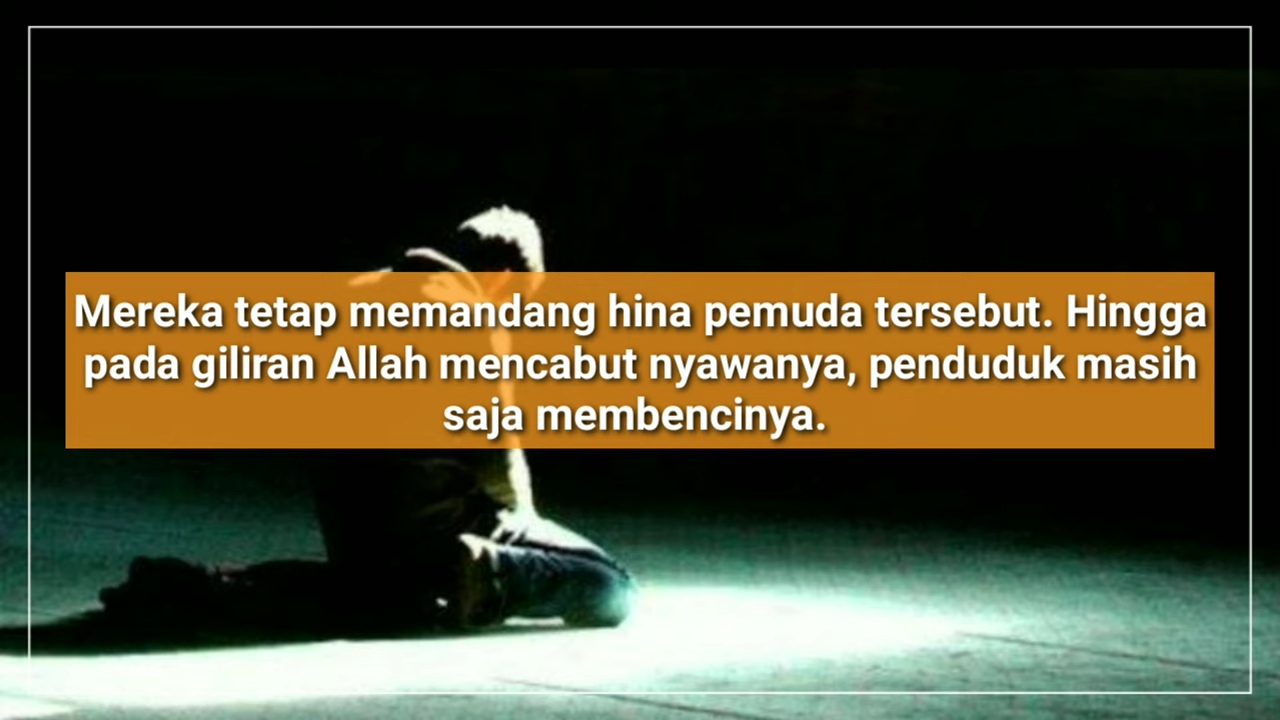 Mereka tetap memandang hina pemuda tersebut. Hingga
pada giliran Allah mencabut nyawanya, penduduk masih
saja membencinya.